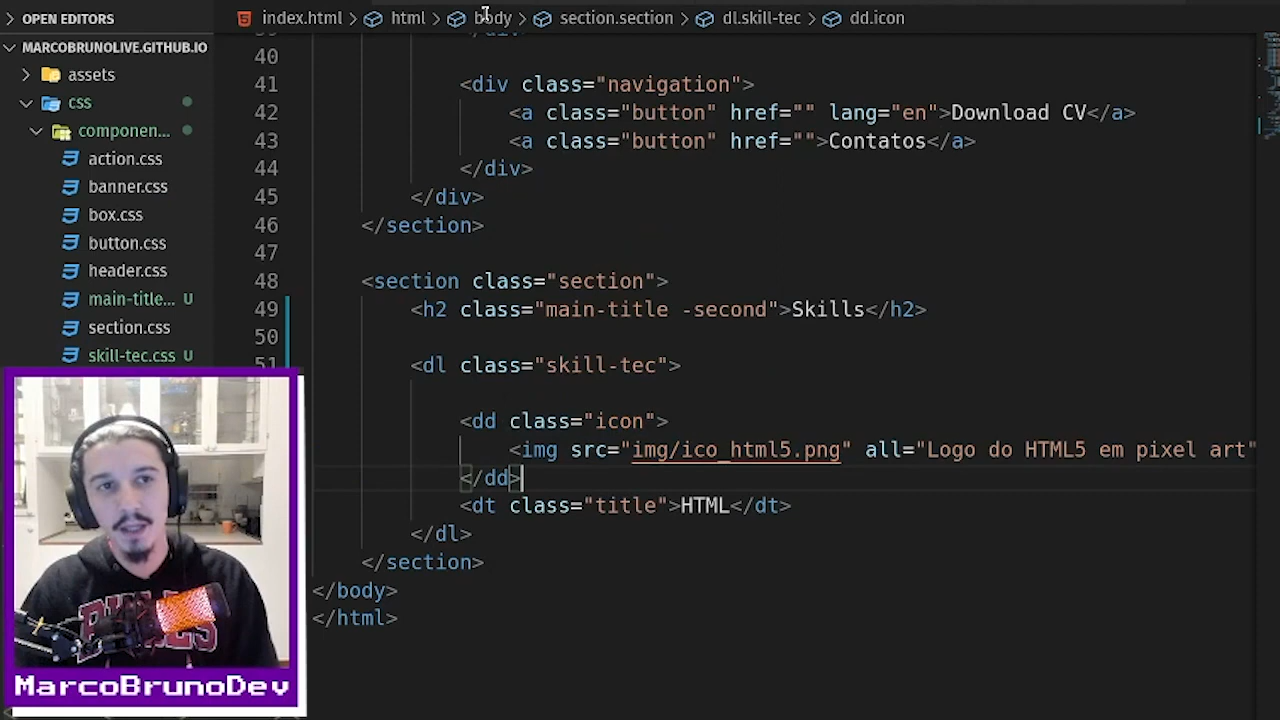 OPEN EDITORS
index.html > html > body > section.section > dl.skill-tec > dd.icon
MARCOBRUNOLIVE.GITHUB.IO
assets
css
componen...
action.css
banner.css
box.css
button.css
header.css
main-title... U
section.css
skill-tec.css U
</div>
40
41 <div class="navigation">
42 <a class="button" href="" lang="en">Download CV</a>
43 <a class="button" href="">Contatos</a>
44 </div>
45 </div>
46 </section>
47
48 <section class="section">
49 <h2 class="main-title -second">Skills</h2>
50
51 <dl class="skill-tec">
<dd class="icon">
<img src="img/ico_html5.png" all="Logo do HTML5 em pixel art"
</dd>
<dt class="title">HTML</dt>
</dl>
</section>
</body>
</html>
MarcoBrunoDev